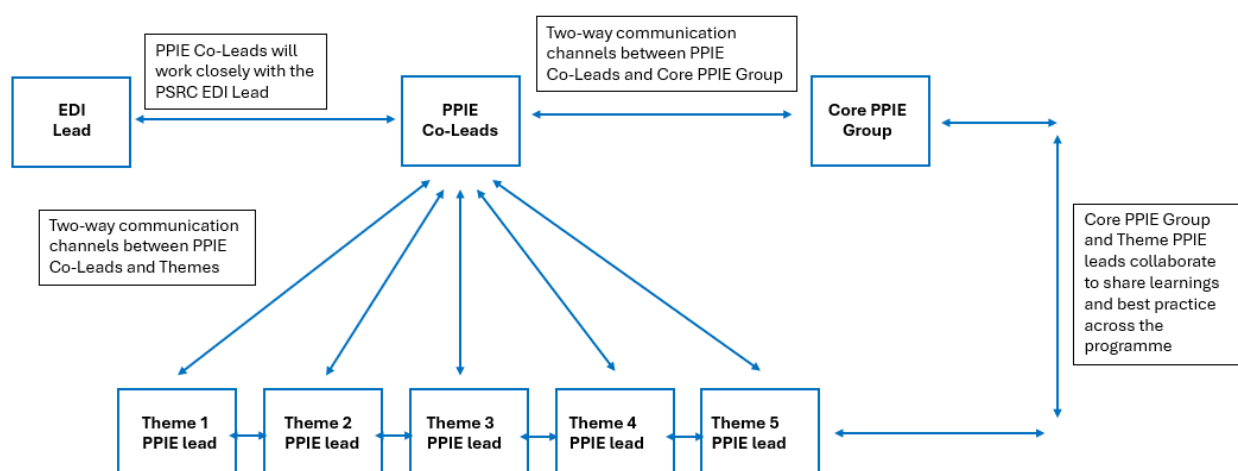 PPIE Co-Leads will
work closely with the
PSRC EDI Lead
Two-way communication
channels between PPIE
Co-Leads and Core PPIE Group
EDI
Lead
PPIE
Co-Leads
Core PPIE
Group
Two-way communication
channels between PPIE
Co-Leads and Themes
Core PPIE Group
and Theme PPIE
leads collaborate
to share learnings
and best practice
across the
programme
Theme 1
PPIE lead
Theme 2
PPIE lead
Theme 3
PPIE lead
Theme 4
PPIE lead
Theme 5
PPIE lead